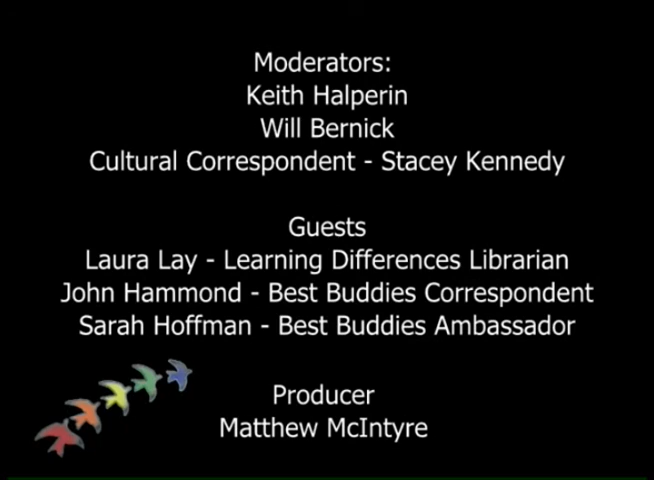 Moderators:
Keith Halperin
Will Bernick
Cultural Correspondent - Stacey Kennedy
Guests
Laura Lay - Learning Differences Librarian
John Hammond - Best Buddies Correspondent
Sarah Hoffman - Best Buddies Ambassador
Producer
Matthew McIntyre